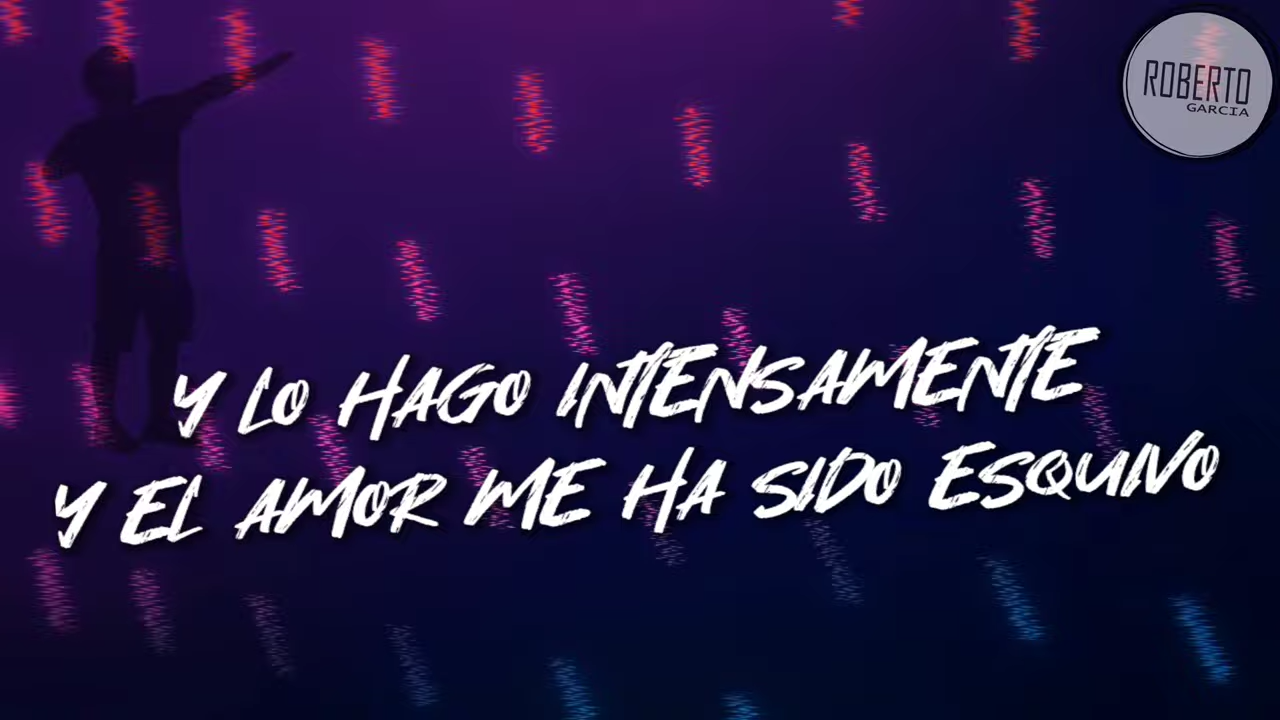 ROBERTO
GARCIA
Y LO HAGO INTENSAMENTE
Y EL AMOR ME HA SIDO ESQUIVO